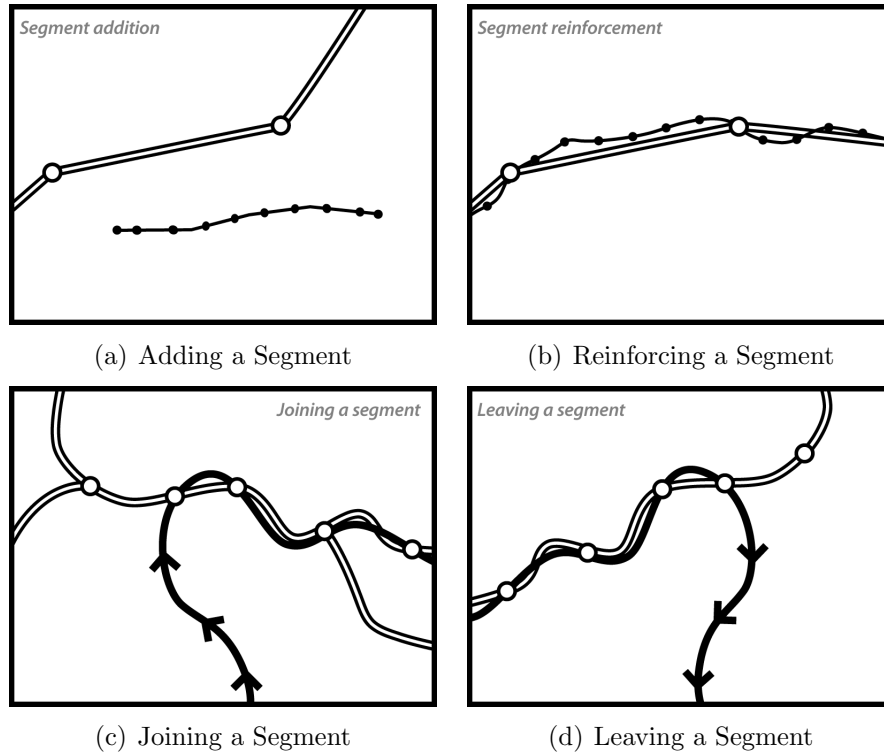 Segment addition
Segment reinforcement
(a) Adding a Segment
(b) Reinforcing a Segment
Joining a segment
Leaving a segment
(c) Joining a Segment
(d) Leaving a Segment